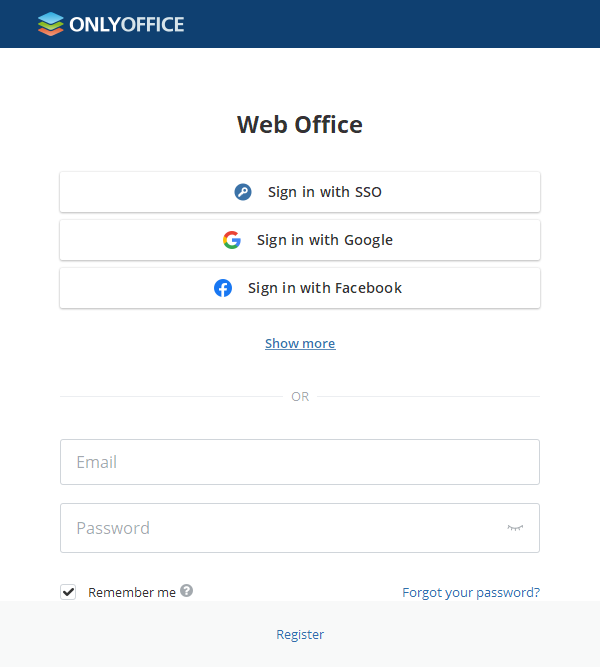 ONLYOFFICE
Web Office
Sign in with SSO
Sign in with Google
Sign in with Facebook
Show more
OR
Email
Password
Remember me ?
Forgot your password?
Register